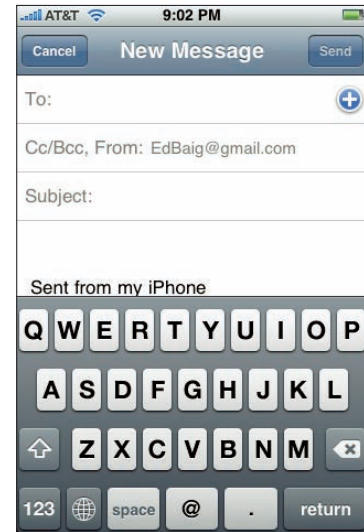 AT&T 9:02 PM
Cancel New Message Send
To:
Cc/Bcc, From: EdBaig@gmail.com
Subject:
Sent from my iPhone
Q W E R T Y U I O P
A S D F G H J K L
Z X C V B N M
123 space @ . return